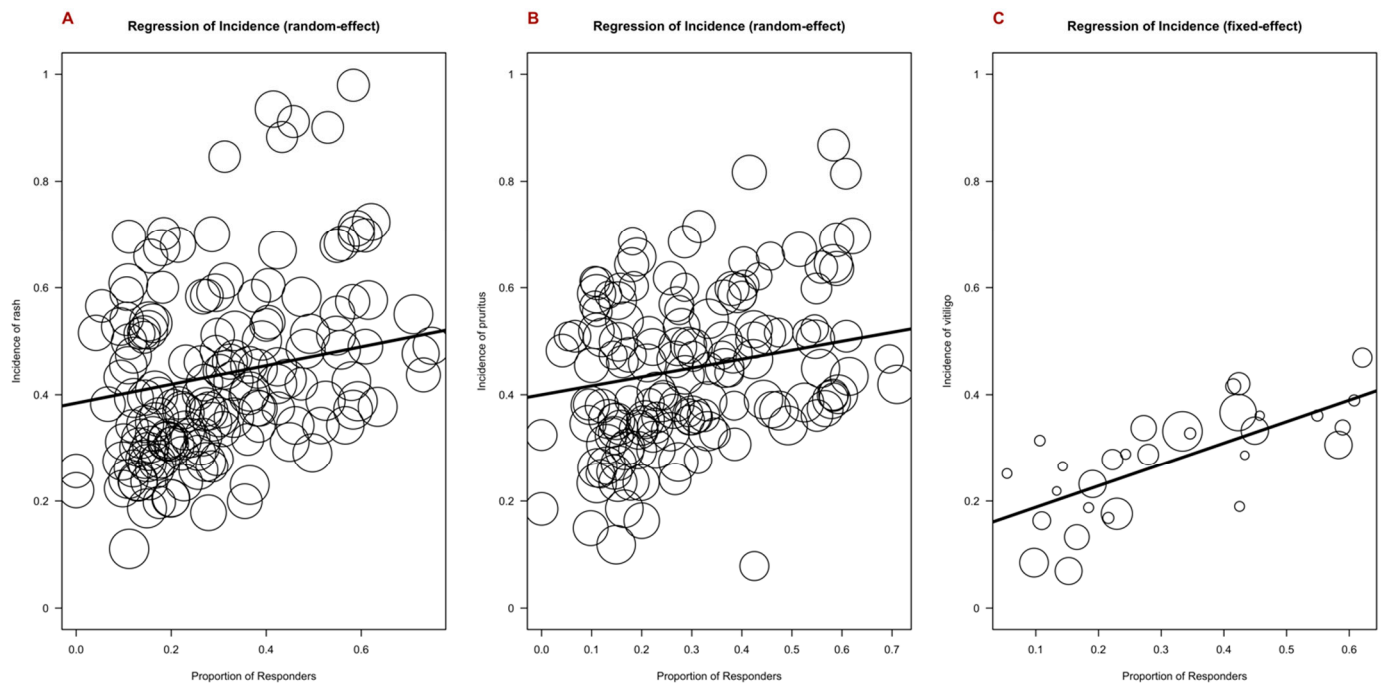 A
Regression of Incidence (random-effect)
Incidence of rash
1
0.8
0.6
0.4
0.2
0
0.0 0.2 0.4 0.6
Proportion of Responders
B
Regression of Incidence (random-effect)
Incidence of pruritus
1
0.8
0.6
0.4
0.2
0
0.0 0.1 0.2 0.3 0.4 0.5 0.6 0.7
Proportion of Responders
C
Regression of Incidence (fixed-effect)
Incidence of vitiligo
1
0.8
0.6
0.4
0.2
0
0.1 0.2 0.3 0.4 0.5 0.6
Proportion of Responders